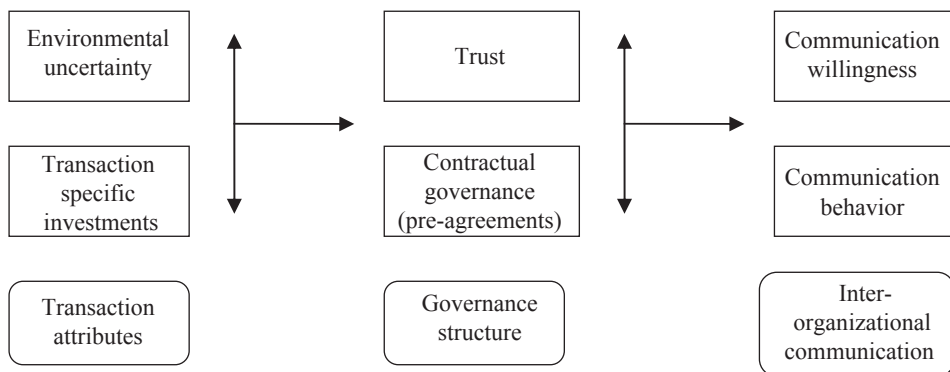 Environmental
uncertainty
Trust
Communication
willingness
Transaction
specific
investments
Contractual
governance
(pre-agreements)
Communication
behavior
Transaction
attributes
Governance
structure
Inter-
organizational
communication